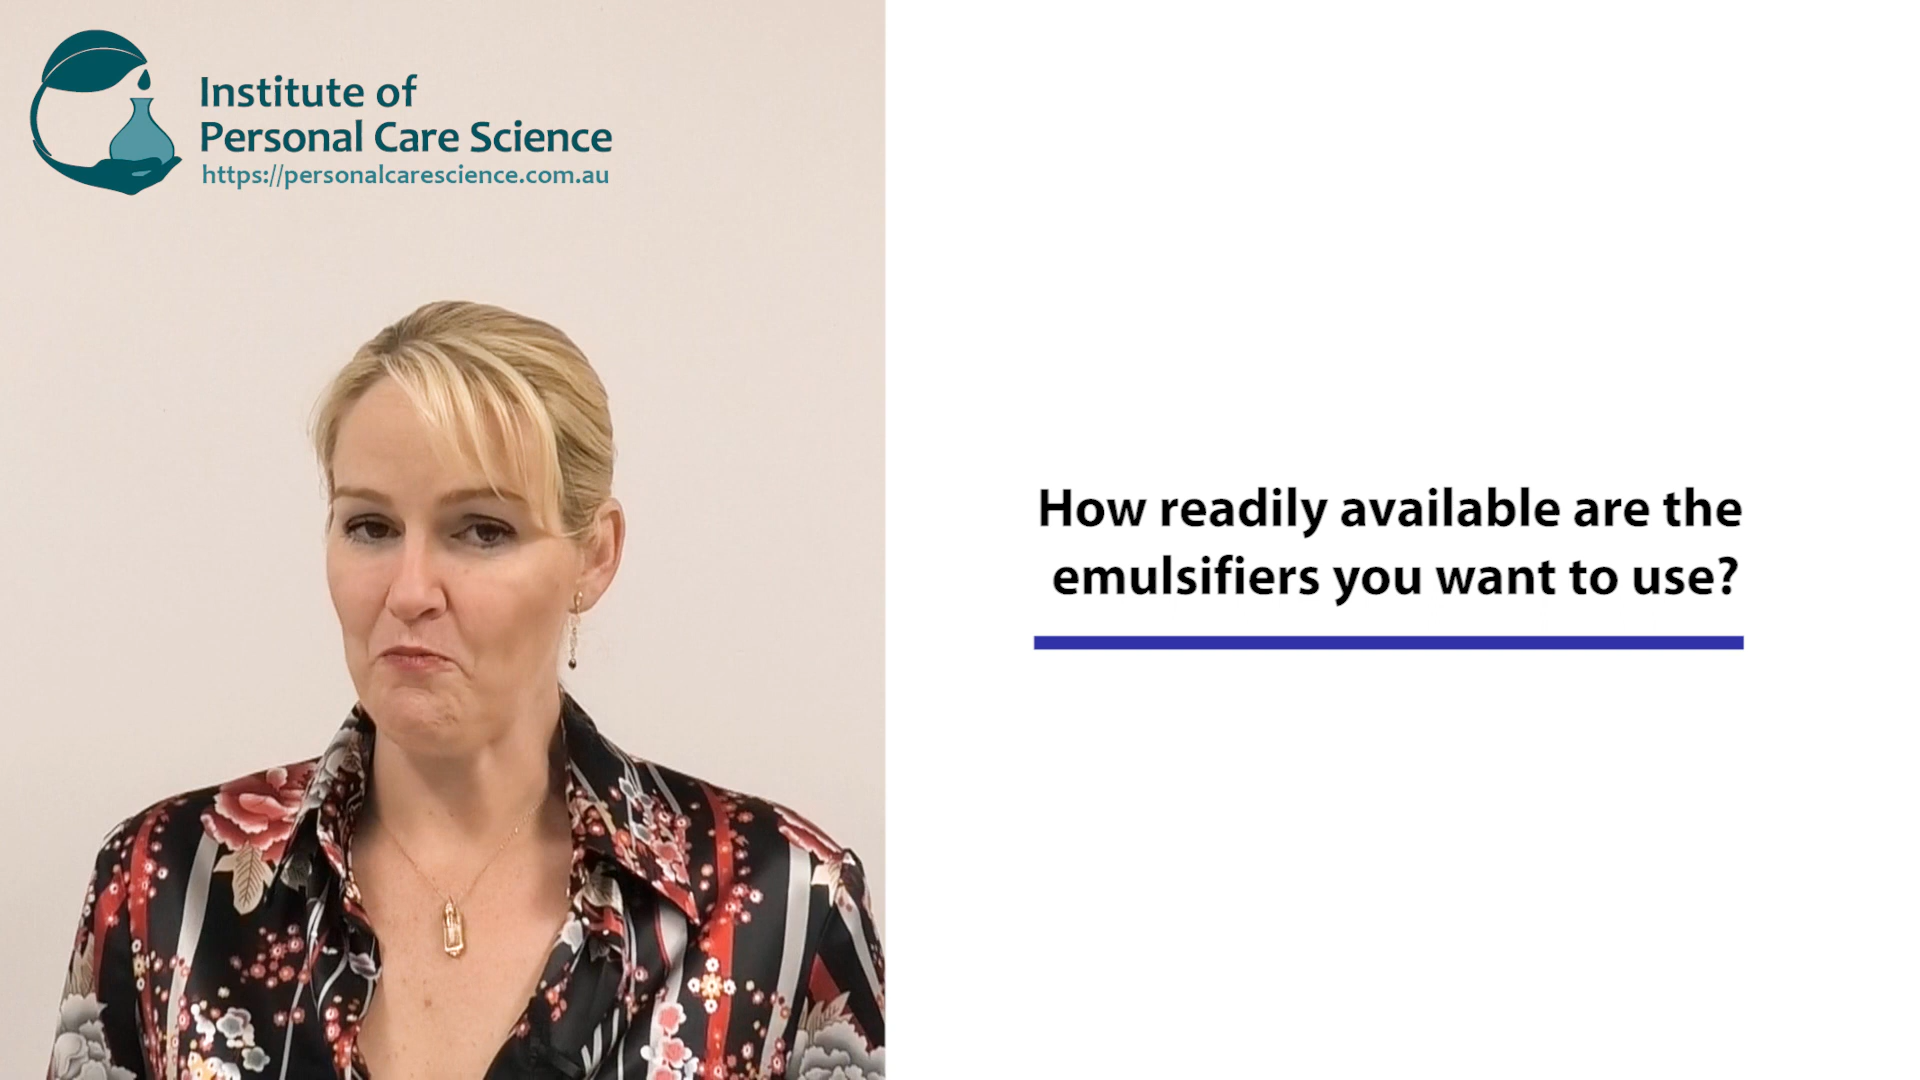 Institute of
Personal Care Science
https://personalcarescience.com.au
How readily available are the
emulsifiers you want to use?